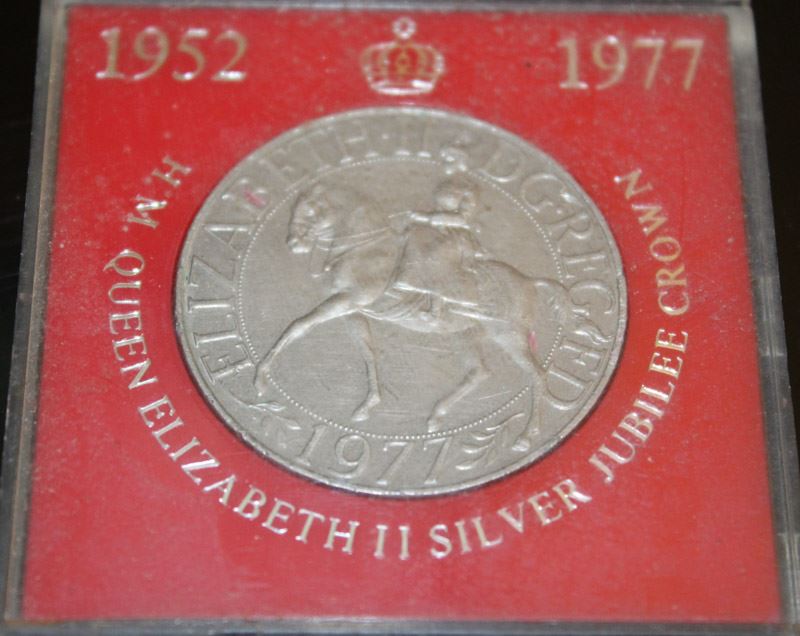 1952 1977
H.M. QUEEN ELIZABETH II SILVER JUBILEE CROWN
ELIZABETH·II D·G·REG F·D
1977